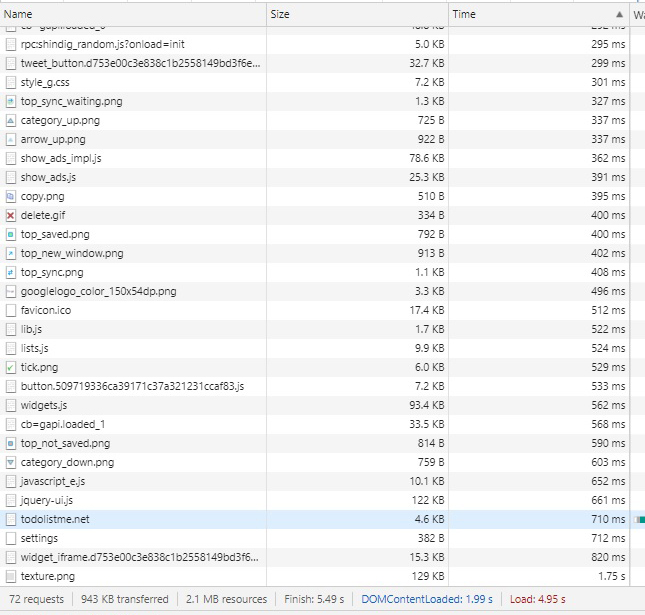 Name Size Time Wa
rpc:shindig_random.js?onload=init 5.0 KB 295 ms
tweet_button.d753e00c3e838c1b2558149bd3f6e... 32.7 KB 299 ms
style_g.css 7.2 KB 301 ms
top_sync_waiting.png 1.3 KB 327 ms
category_up.png 725 B 337 ms
arrow_up.png 922 B 337 ms
show_ads_impl.js 78.6 KB 362 ms
show_ads.js 25.3 KB 391 ms
copy.png 510 B 395 ms
delete.gif 334 B 400 ms
top_saved.png 792 B 400 ms
top_new_window.png 913 B 402 ms
top_sync.png 1.1 KB 408 ms
googlelogo_color_150x54dp.png 3.3 KB 496 ms
favicon.ico 17.4 KB 512 ms
lib.js 1.7 KB 522 ms
lists.js 9.9 KB 524 ms
tick.png 6.0 KB 529 ms
button.509719336ca39171c37a321231ccaf83.js 7.2 KB 533 ms
widgets.js 93.4 KB 562 ms
cb=gapi.loaded_1 33.5 KB 568 ms
top_not_saved.png 814 B 590 ms
category_down.png 759 B 603 ms
javascript_e.js 10.1 KB 652 ms
jquery-ui.js 122 KB 661 ms
todolistme.net 4.6 KB 710 ms
settings 382 B 712 ms
widget_iframe.d753e00c3e838c1b2558149bd3f6... 15.3 KB 820 ms
texture.png 129 KB 1.75 s
72 requests 943 KB transferred 2.1 MB resources Finish: 5.49 s DOMContentLoaded: 1.99 s Load: 4.95 s